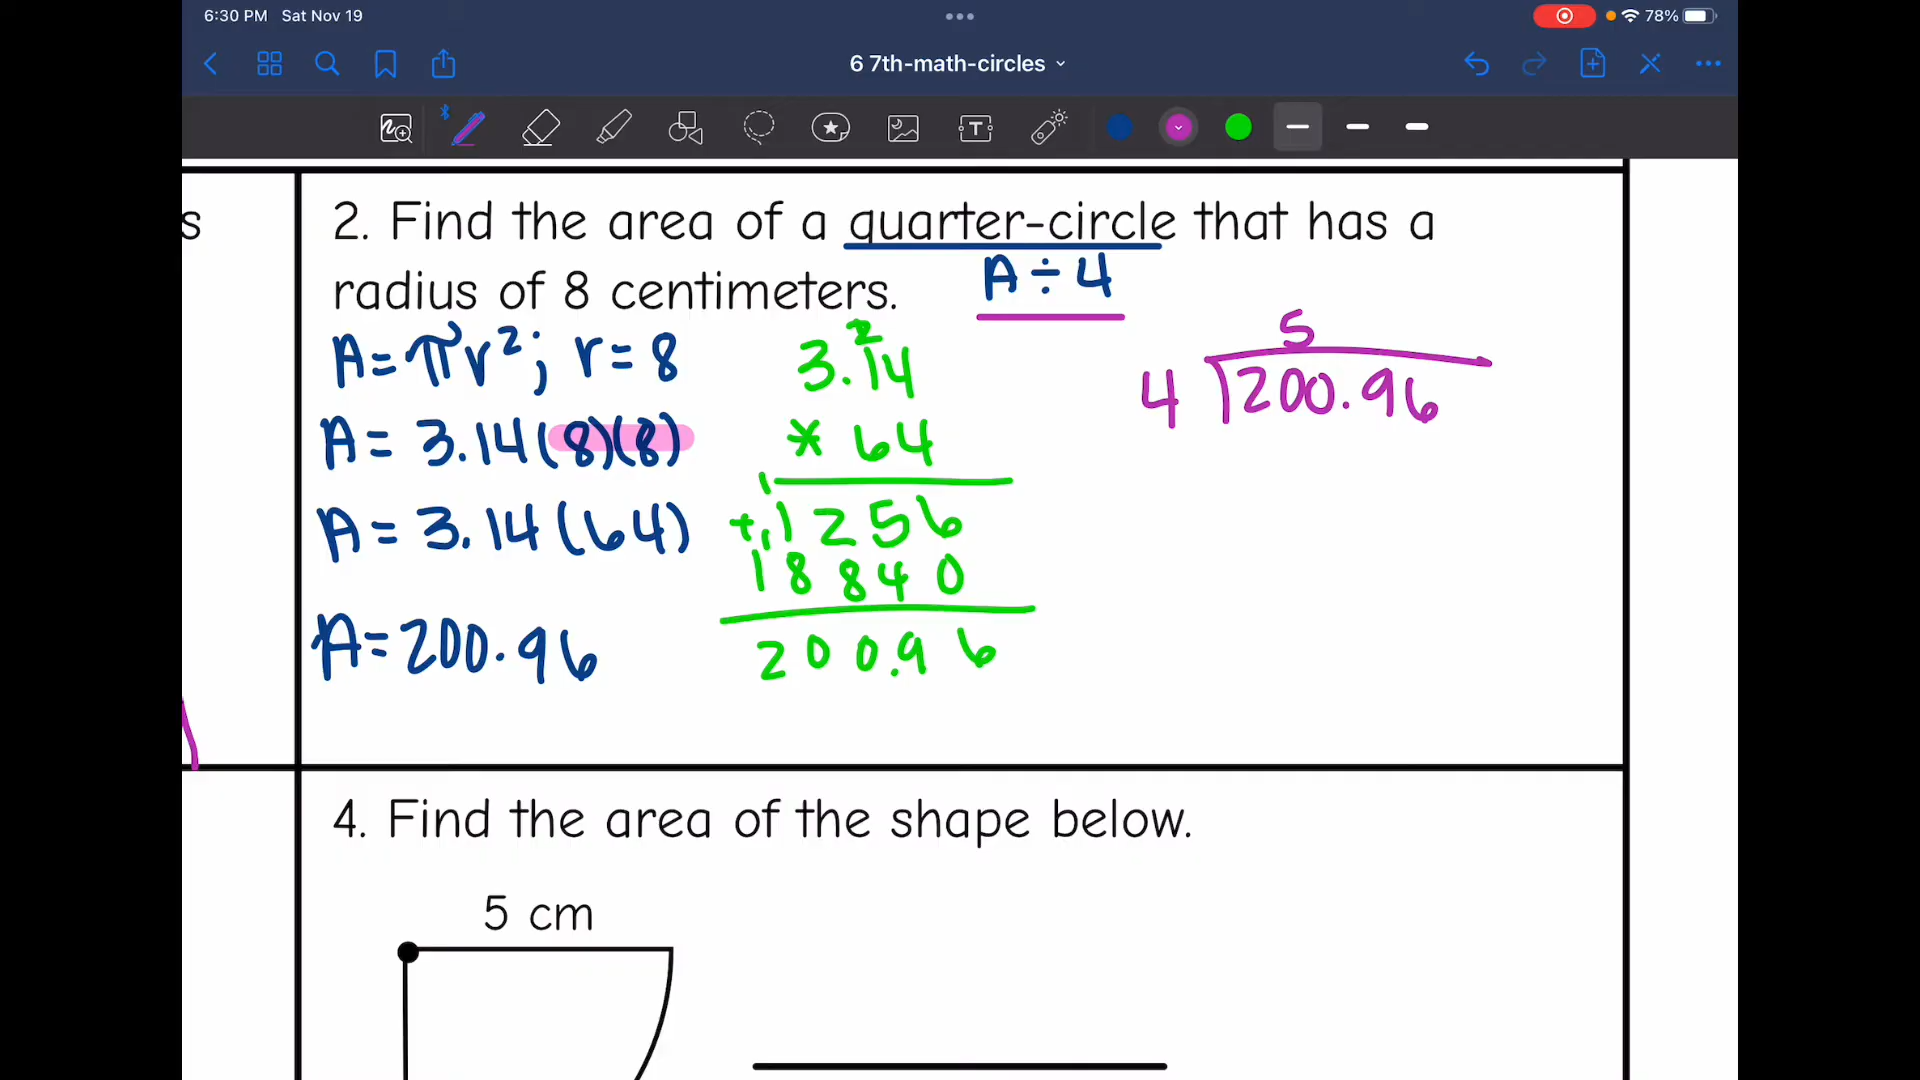 6:30 PM Sat Nov 19
78%
6 7th-math-circles
T
s
2. Find the area of a quarter-circle that has a
radius of 8 centimeters.
A ÷ 4
A = πr²; r = 8
A = 3.14(8)(8)
A = 3.14(64)
A = 200.96
2
3.14
* 64
1
+1 1256
18840
200.96
5
4 200.96
4. Find the area of the shape below.
5 cm